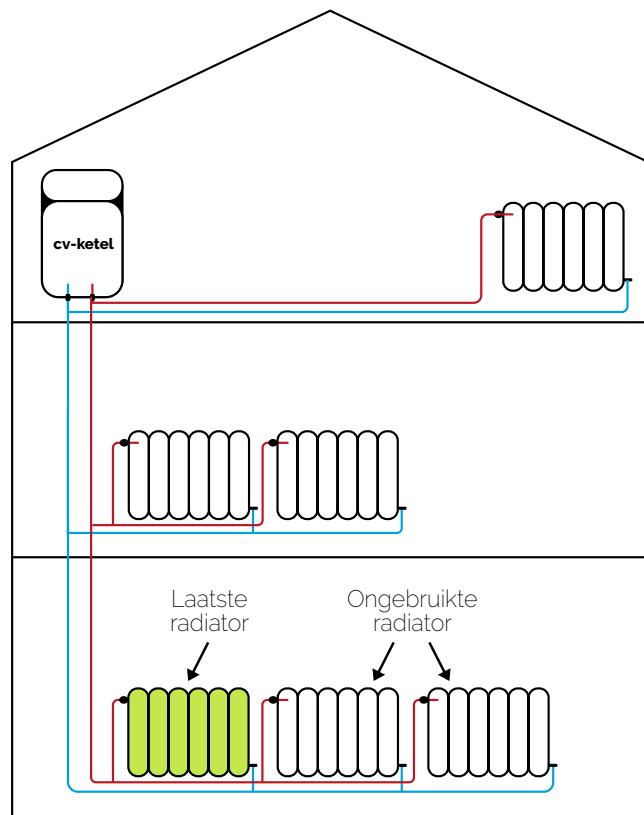 cv-ketel
Laatste
radiator
Ongebruikte
radiator